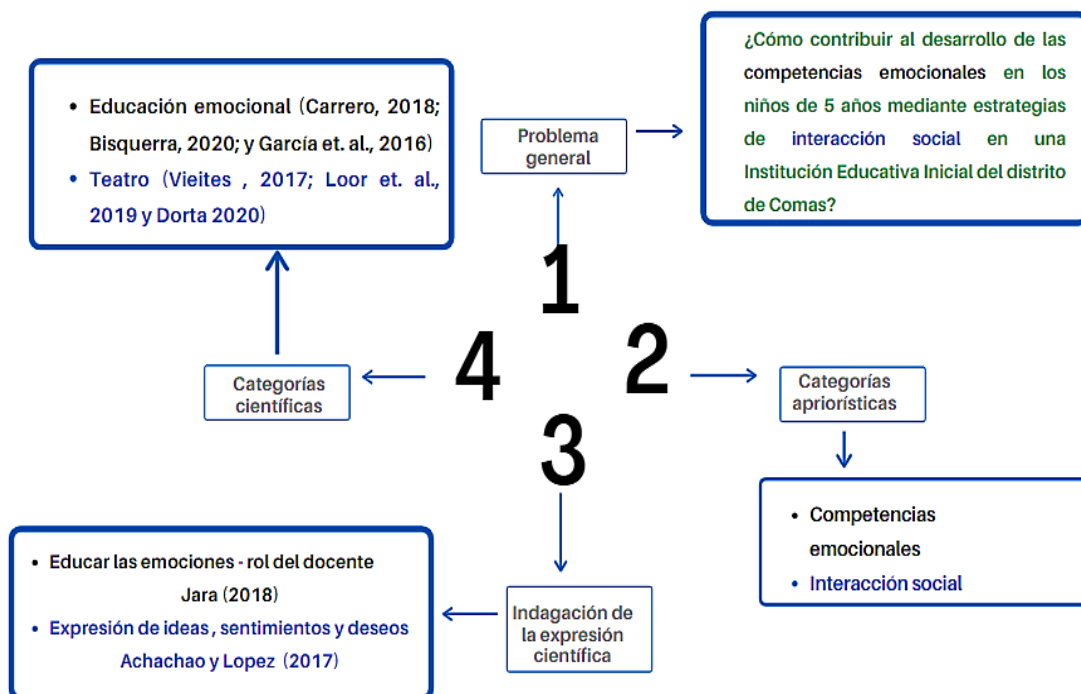 ¿Cómo contribuir al desarrollo de las
competencias emocionales en los
niños de 5 años mediante estrategias
de interacción social en una
Institución Educativa Inicial del distrito
de Comas?
• Educación emocional (Carrero, 2018;
Bisquerra, 2020; y García et. al., 2016)
• Teatro (Vieites , 2017; Loor et. al.,
2019 y Dorta 2020)
Problema
general
1
4
2
3
Categorías
científicas
Categorías
apriorísticas
• Competencias
emocionales
• Interacción social
• Educar las emociones - rol del docente
Jara (2018)
• Expresión de ideas , sentimientos y deseos
Achachao y Lopez (2017)
Indagación de
la expresión
científica